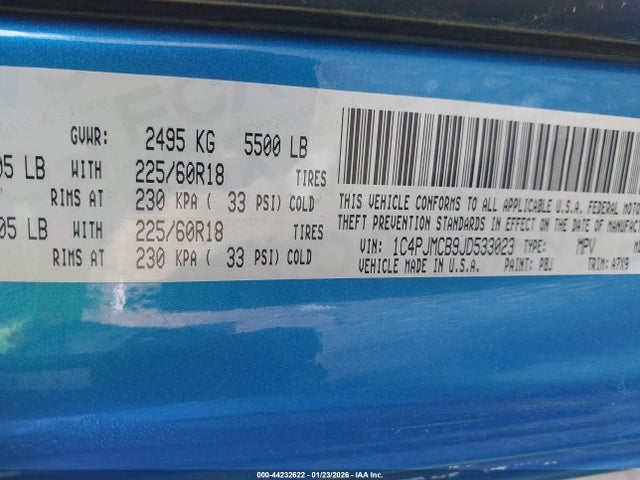 GVWR: 2495 KG 5500 LB
05 LB WITH 225/60R18 TIRES
RIMS AT 230 KPA ( 33 PSI) COLD
05 LB WITH 225/60R18 TIRES
RIMS AT 230 KPA ( 33 PSI) COLD
THIS VEHICLE CONFORMS TO ALL APPLICABLE U.S.A. FEDERAL MOTOR
THEFT PREVENTION STANDARDS IN EFFECT ON THE DATE OF MANUFAC
VIN: 1C4PJMCB9JD533023 TYPE: MPV
VEHICLE MADE IN U.S.A. PAINT: PBJ TRIM: A7X9
000-44232622 - 01/23/2026 - IAA Inc.